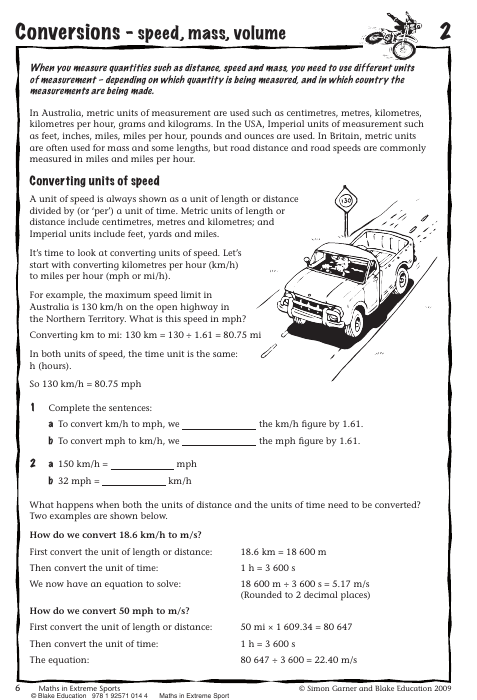 Conversions – speed, mass, volume 2
When you measure quantities such as distance, speed and mass, you need to use different units
of measurement – depending on which quantity is being measured, and in which country the
measurements are being made.
In Australia, metric units of measurement are used such as centimetres, metres, kilometres,
kilometres per hour, grams and kilograms. In the USA, Imperial units of measurement such
as feet, inches, miles, miles per hour, pounds and ounces are used. In Britain, metric units
are often used for mass and some lengths, but road distance and road speeds are commonly
measured in miles and miles per hour.
Converting units of speed
A unit of speed is always shown as a unit of length or distance
divided by (or ‘per’) a unit of time. Metric units of length or
distance include centimetres, metres and kilometres; and
Imperial units include feet, yards and miles.
130
It’s time to look at converting units of speed. Let’s
start with converting kilometres per hour (km/h)
to miles per hour (mph or mi/h).
For example, the maximum speed limit in
Australia is 130 km/h on the open highway in
the Northern Territory. What is this speed in mph?
Converting km to mi: 130 km = 130 ÷ 1.61 = 80.75 mi
In both units of speed, the time unit is the same:
h (hours).
So 130 km/h = 80.75 mph
1 Complete the sentences:
a To convert km/h to mph, we ________ the km/h figure by 1.61.
b To convert mph to km/h, we ________ the mph figure by 1.61.
2 a 150 km/h = ________ mph
b 32 mph = ________ km/h
What happens when both the units of distance and the units of time need to be converted?
Two examples are shown below.
How do we convert 18.6 km/h to m/s?
First convert the unit of length or distance: 18.6 km = 18 600 m
Then convert the unit of time: 1 h = 3 600 s
We now have an equation to solve: 18 600 m ÷ 3 600 s = 5.17 m/s
(Rounded to 2 decimal places)
How do we convert 50 mph to m/s?
First convert the unit of length or distance: 50 mi × 1 609.34 = 80 647
Then convert the unit of time: 1 h = 3 600 s
The equation: 80 647 ÷ 3 600 = 22.40 m/s
6 Maths in Extreme Sports © Simon Garner and Blake Education 2009
© Blake Education 978 1 92571 014 4 Maths in Extreme Sport